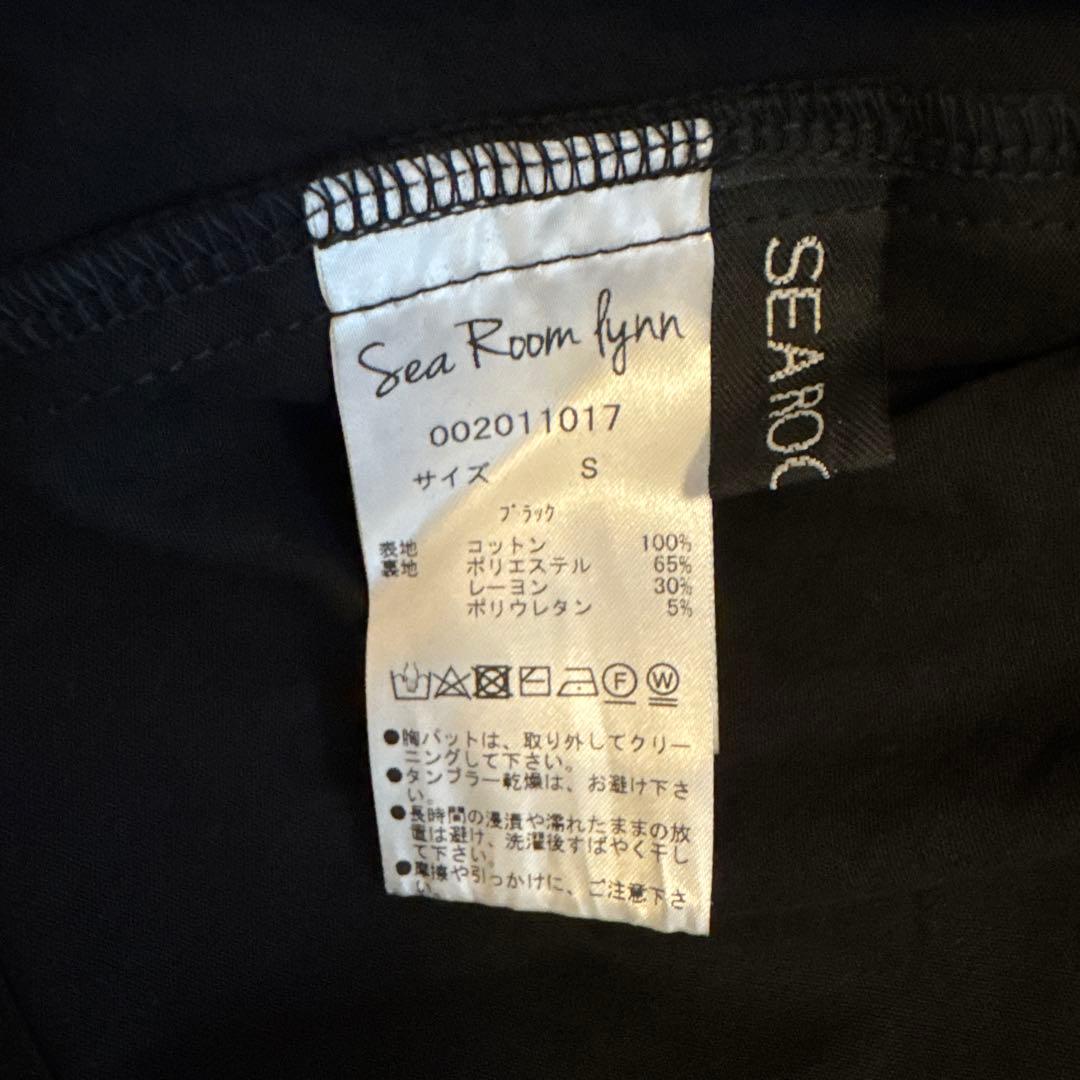 Sea Room lynn
002011017
サイズ S
ブラック
表地 コットン 100%
裏地 ポリエステル 65%
レーヨン 30%
ポリウレタン 5%
F W
●胸パットは、取り外してクリー
ニングして下さい。
●タンブラー乾燥は、お避け下さ
い。
●長時間の浸漬や濡れたままの放
置は避け、洗濯後すばやく干し
て下さい。
●摩擦や引っかけに、ご注意下さ
い。
SEAROO